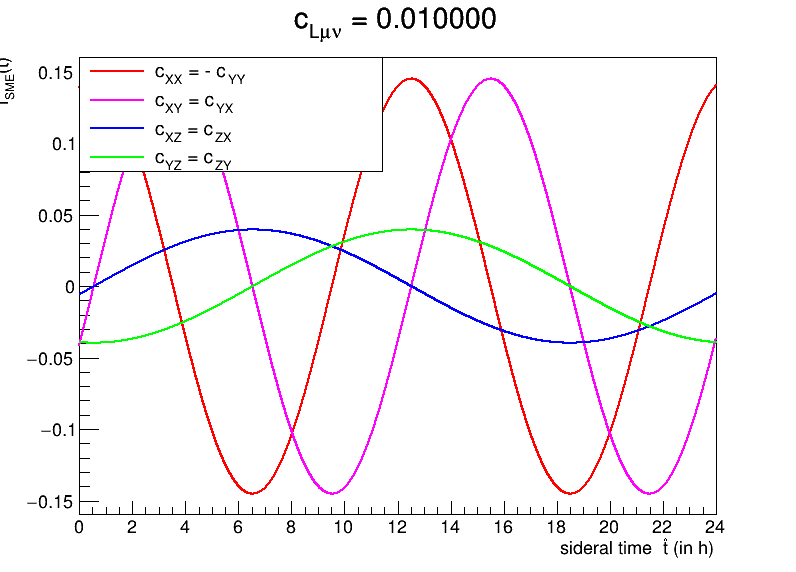 c_Lμν = 0.010000
f_SME(t)
c_XX = - c_YY
c_XY = c_YX
c_XZ = c_ZX
c_YZ = c_ZY
0.15
0.1
0.05
0
−0.05
−0.1
−0.15
0 2 4 6 8 10 12 14 16 18 20 22 24
sideral time t̂ (in h)